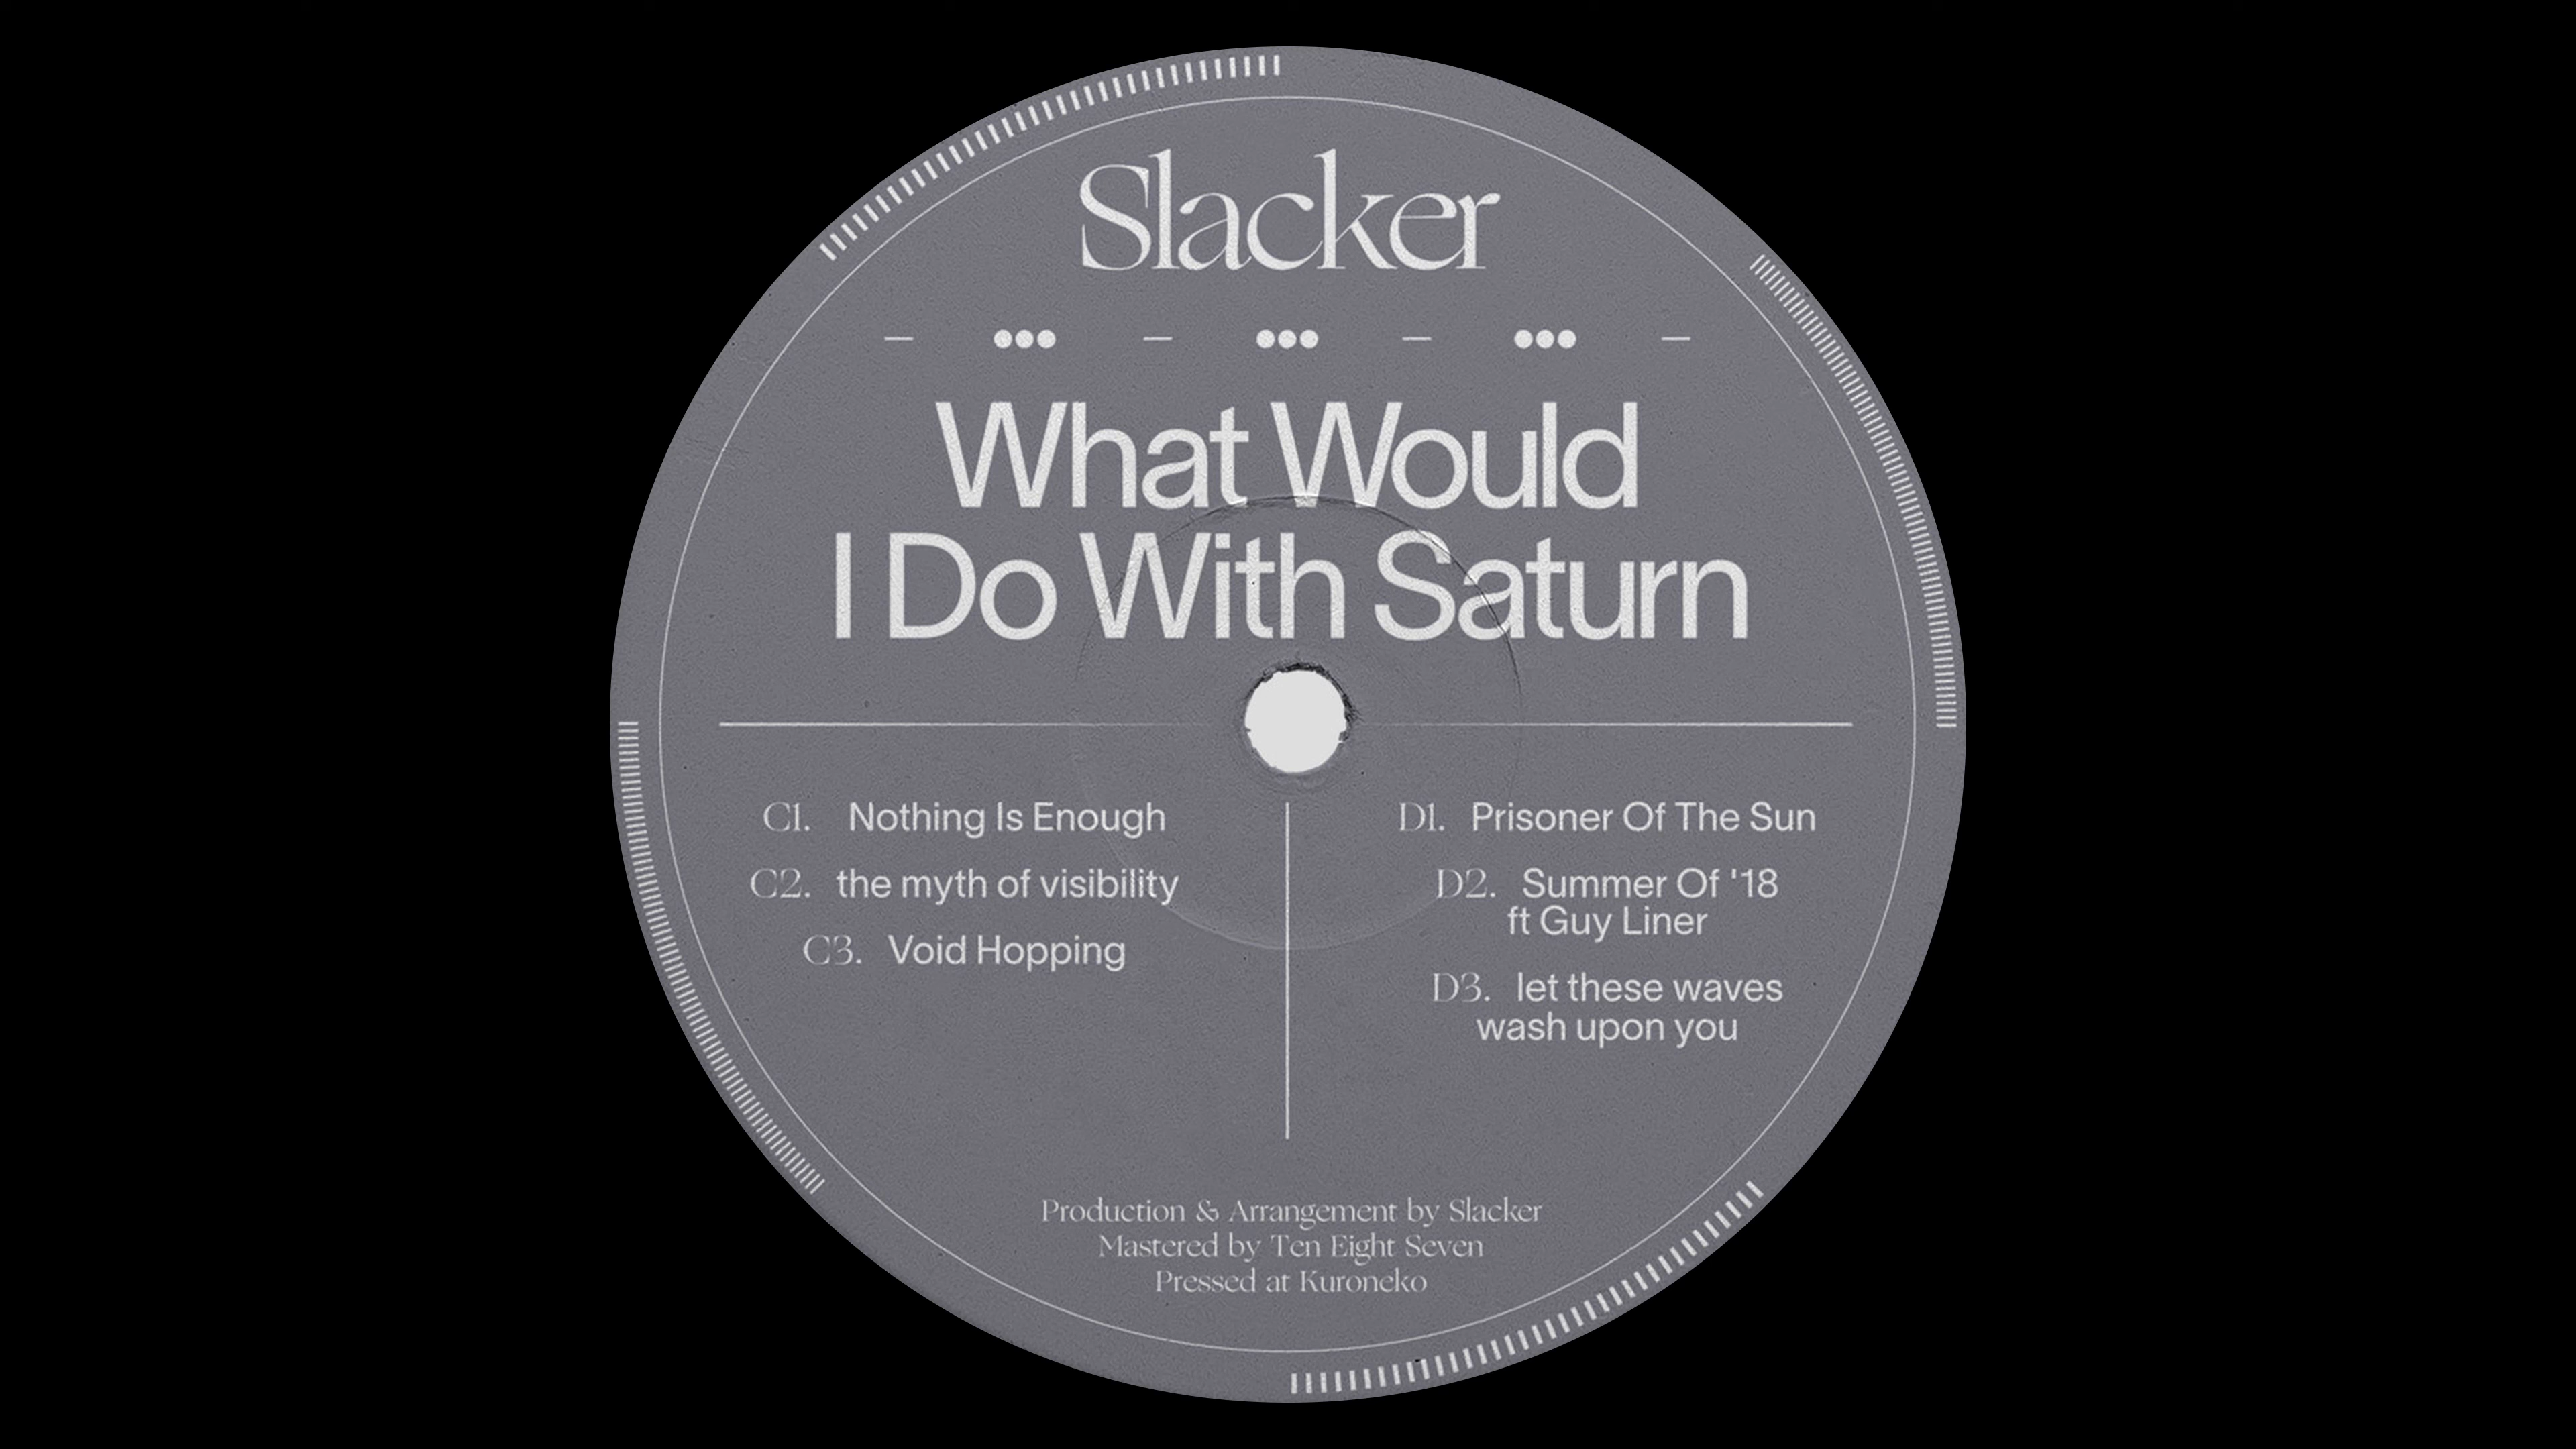 Slacker
What Would
I Do With Saturn
C1. Nothing Is Enough
C2. the myth of visibility
C3. Void Hopping
D1. Prisoner Of The Sun
D2. Summer Of '18
ft Guy Liner
D3. let these waves
wash upon you
Production & Arrangement by Slacker
Mastered by Ten Eight Seven
Pressed at Kuroneko